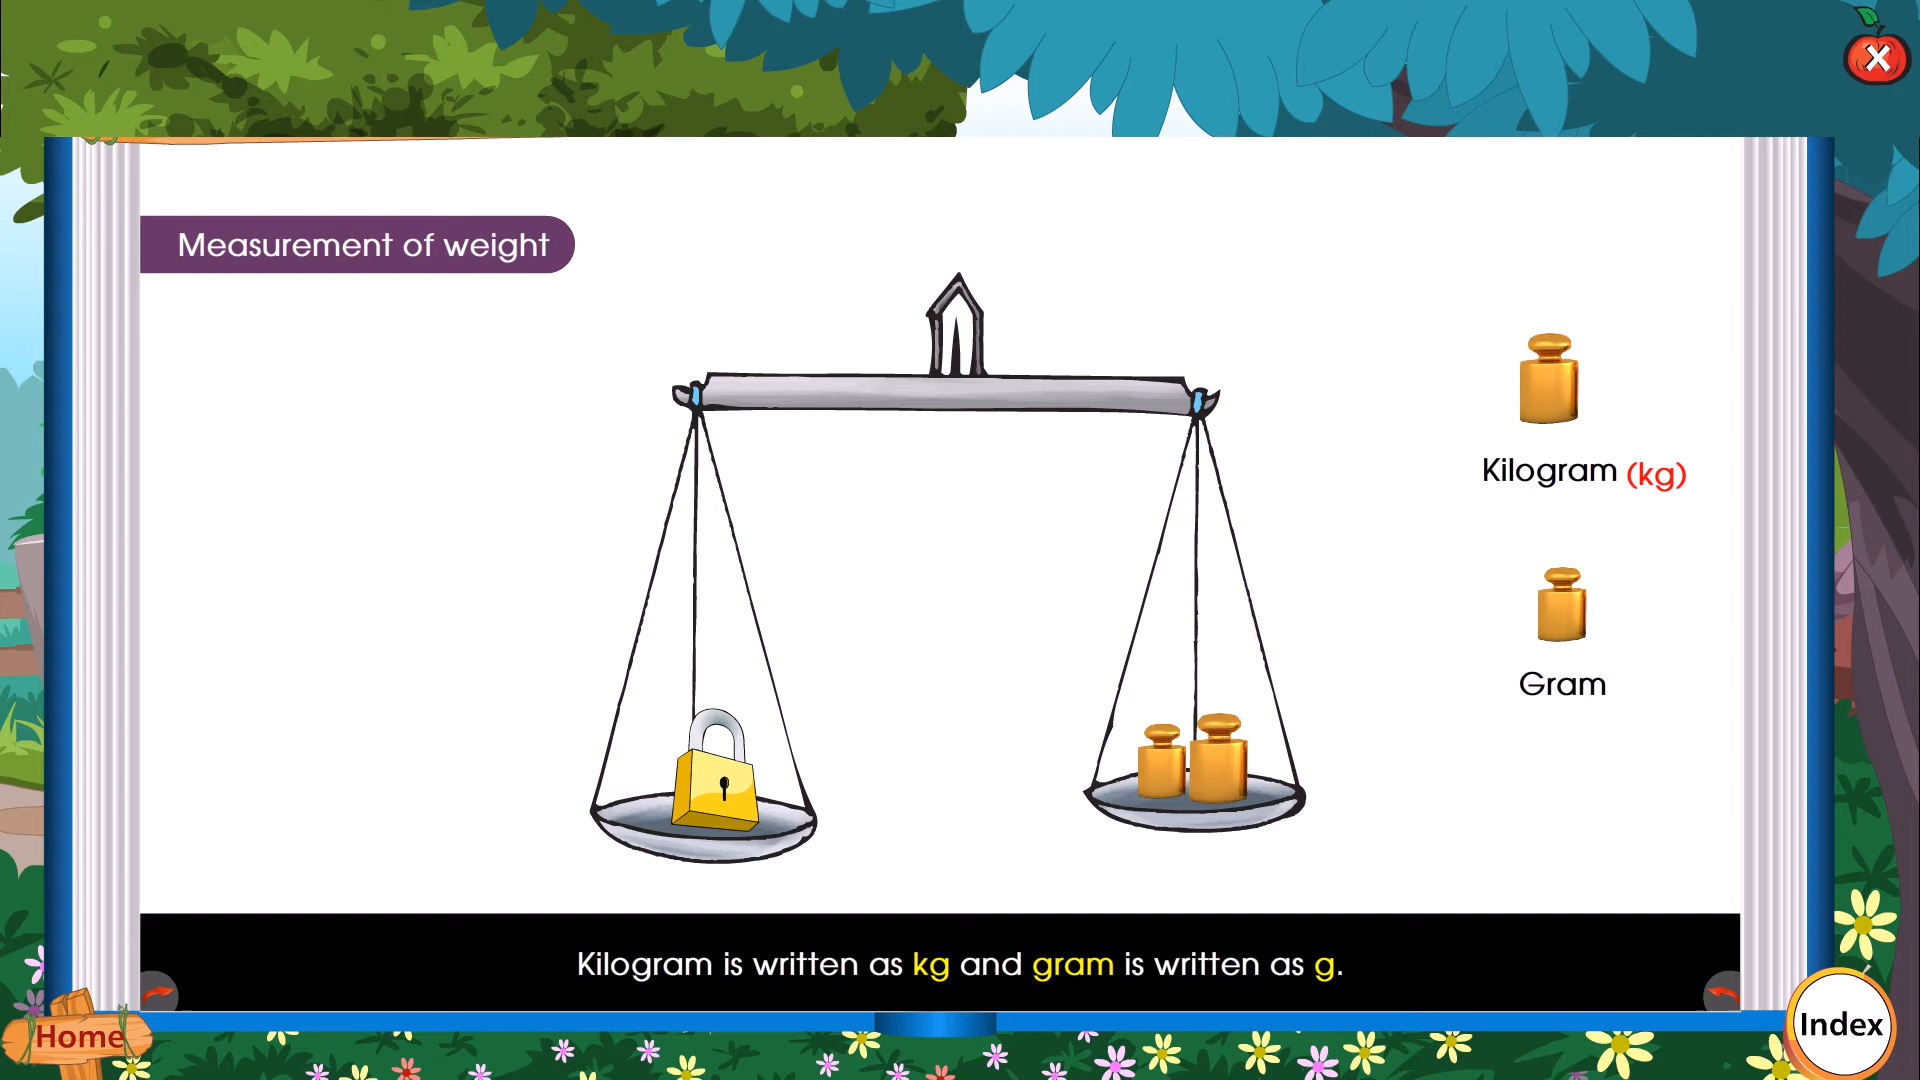 Measurement of weight
Kilogram (kg)
Gram
Kilogram is written as kg and gram is written as g.
Home
Index